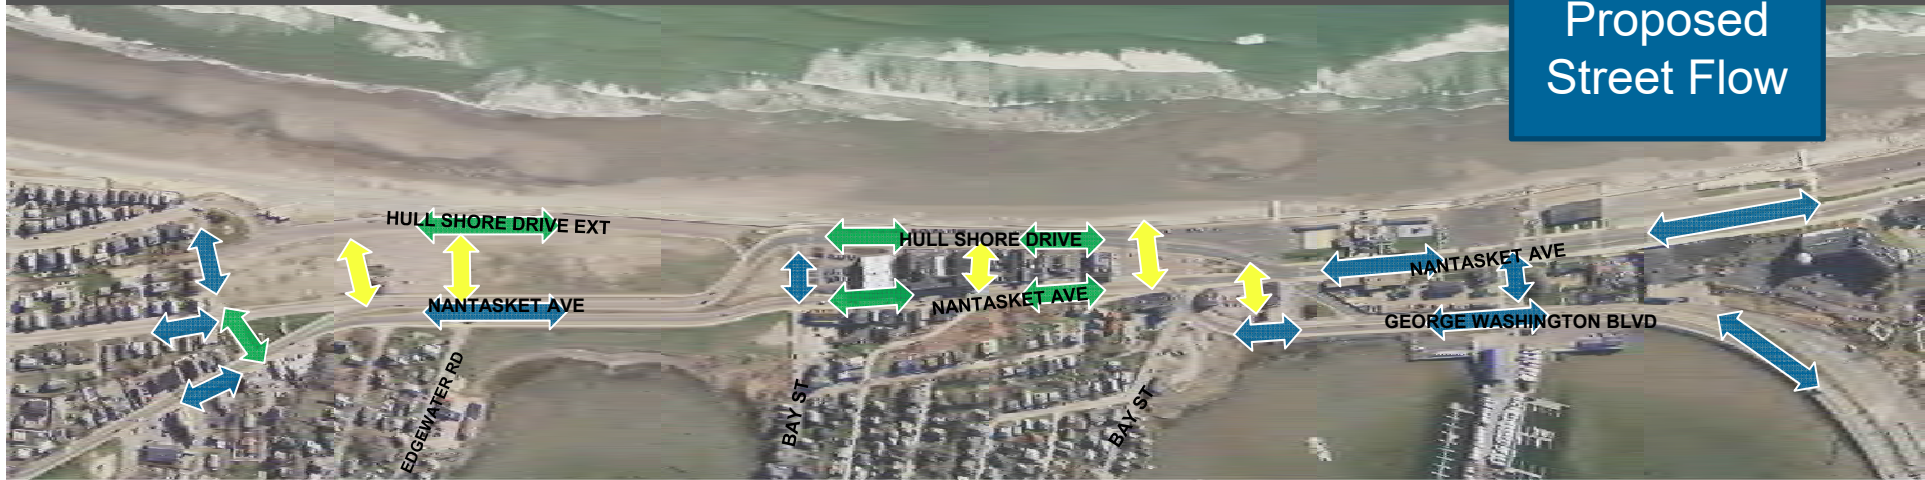 Proposed
Street Flow
HULL SHORE DRIVE EXT
HULL SHORE DRIVE
NANTASKET AVE
NANTASKET AVE
NANTASKET AVE
GEORGE WASHINGTON BLVD
EDGEWATER RD
BAY ST
BAY ST